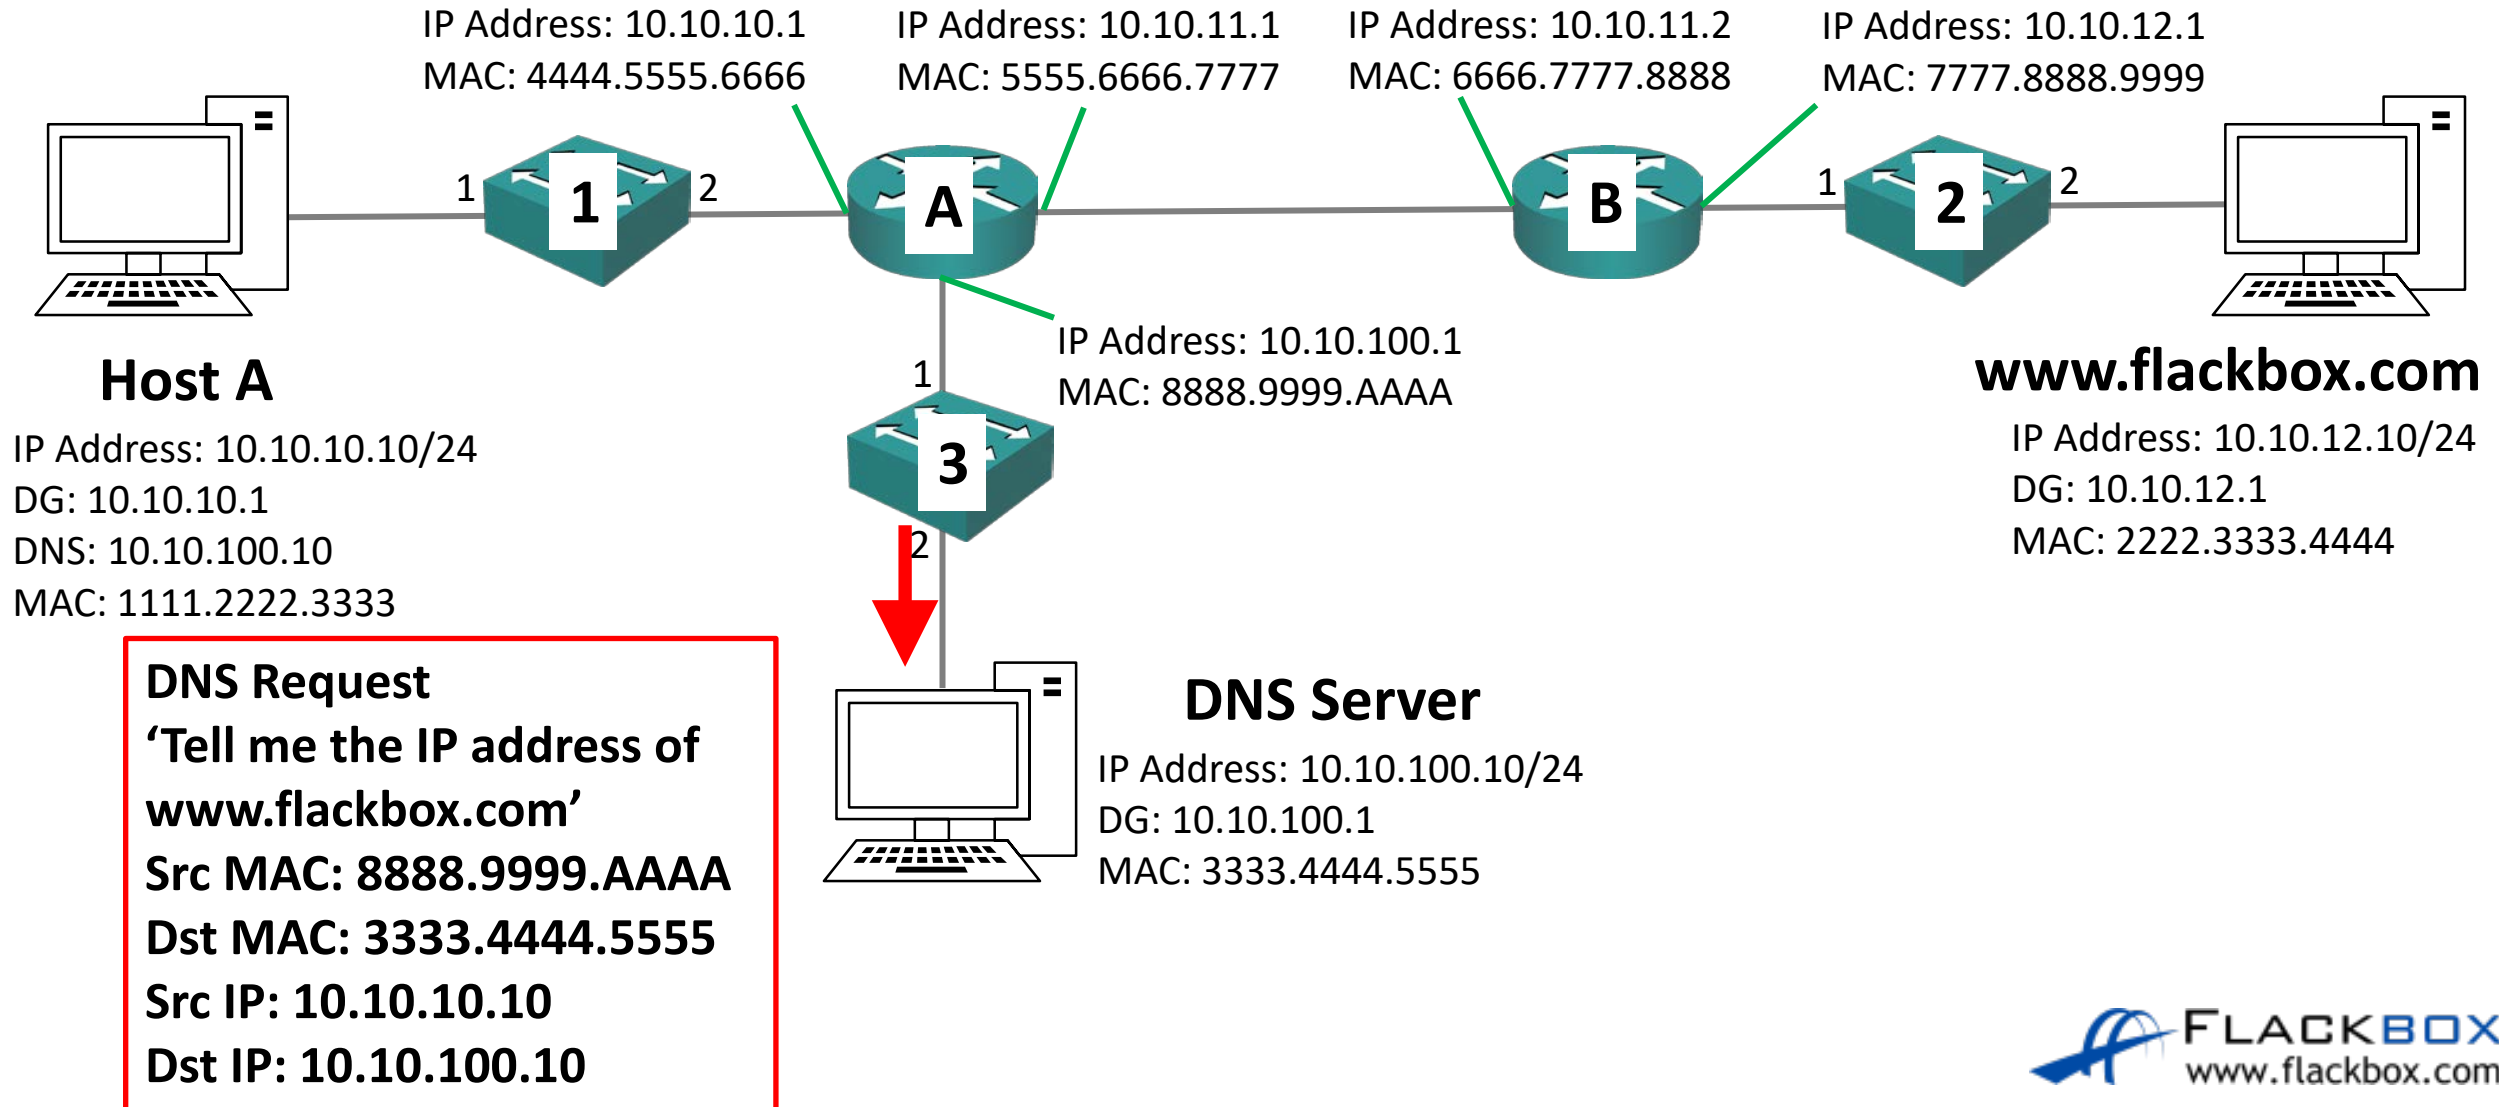 IP Address: 10.10.10.1
MAC: 4444.5555.6666
IP Address: 10.10.11.1
MAC: 5555.6666.7777
IP Address: 10.10.11.2
MAC: 6666.7777.8888
IP Address: 10.10.12.1
MAC: 7777.8888.9999
1
1
2
A
B
1
2
2
Host A
IP Address: 10.10.10.10/24
DG: 10.10.10.1
DNS: 10.10.100.10
MAC: 1111.2222.3333
IP Address: 10.10.100.1
MAC: 8888.9999.AAAA
1
3
2
www.flackbox.com
IP Address: 10.10.12.10/24
DG: 10.10.12.1
MAC: 2222.3333.4444
DNS Request
‘Tell me the IP address of
www.flackbox.com’
Src MAC: 8888.9999.AAAA
Dst MAC: 3333.4444.5555
Src IP: 10.10.10.10
Dst IP: 10.10.100.10
DNS Server
IP Address: 10.10.100.10/24
DG: 10.10.100.1
MAC: 3333.4444.5555
FLACKBOX
www.flackbox.com